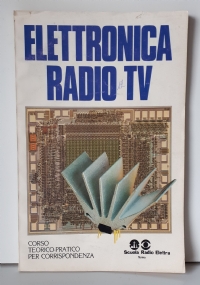 ELETTRONICA
RADIO TV
CORSO
TEORICO-PRATICO
PER CORRISPONDENZA
Scuola Radio Elettra